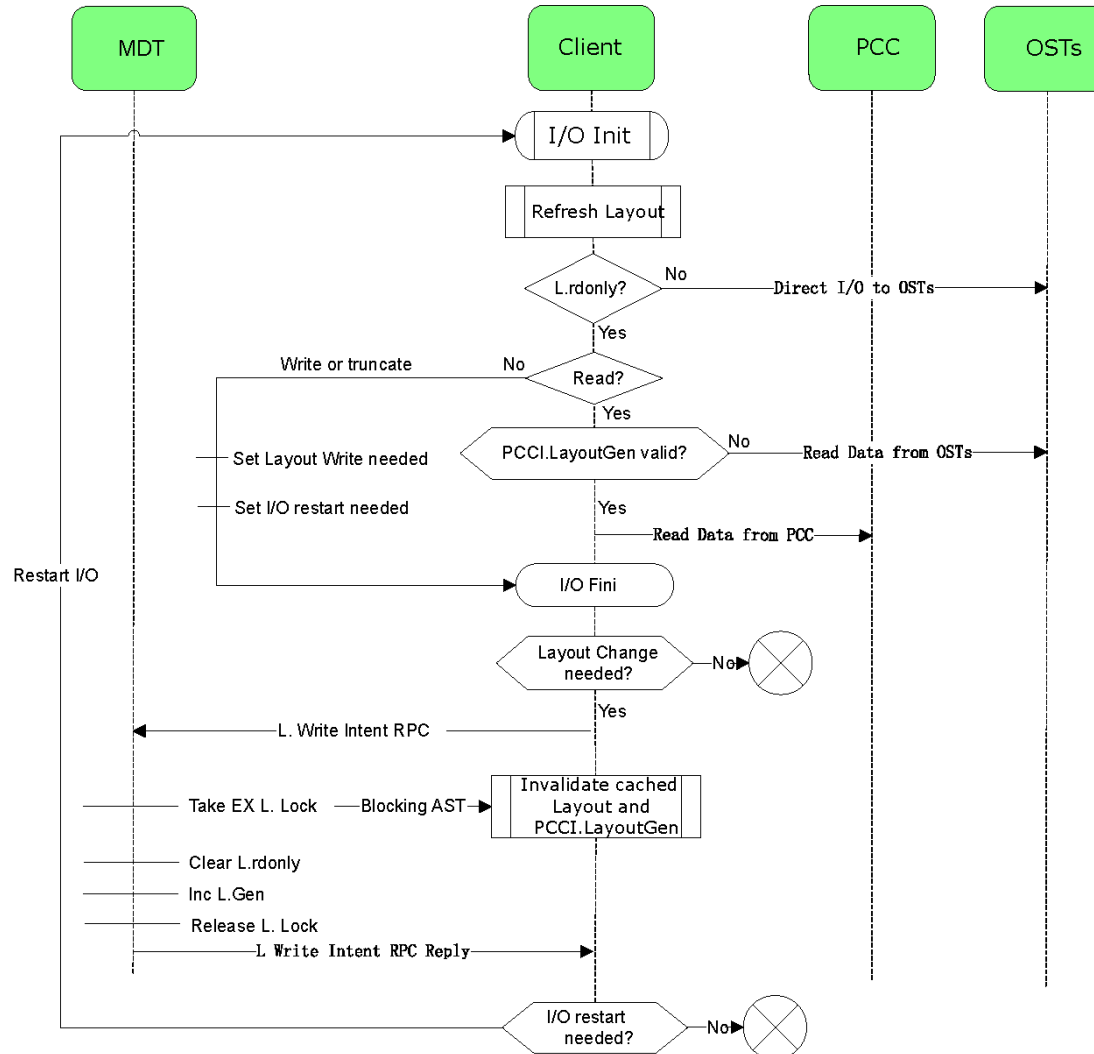 MDT
Client
PCC
OSTs
I/O Init
Refresh Layout
L.rdonly?
No
Direct I/O to OSTs
Yes
Write or truncate
No
Read?
Yes
PCCI.LayoutGen valid?
No
Read Data from OSTs
Set Layout Write needed
Set I/O restart needed
Yes
Read Data from PCC
Restart I/O
I/O Fini
Layout Change
needed?
No
Yes
L. Write Intent RPC
Take EX L. Lock
Blocking AST
Invalidate cached
Layout and
PCCI.LayoutGen
Clear L.rdonly
Inc L.Gen
Release L. Lock
L Write Intent RPC Reply
I/O restart
needed?
No